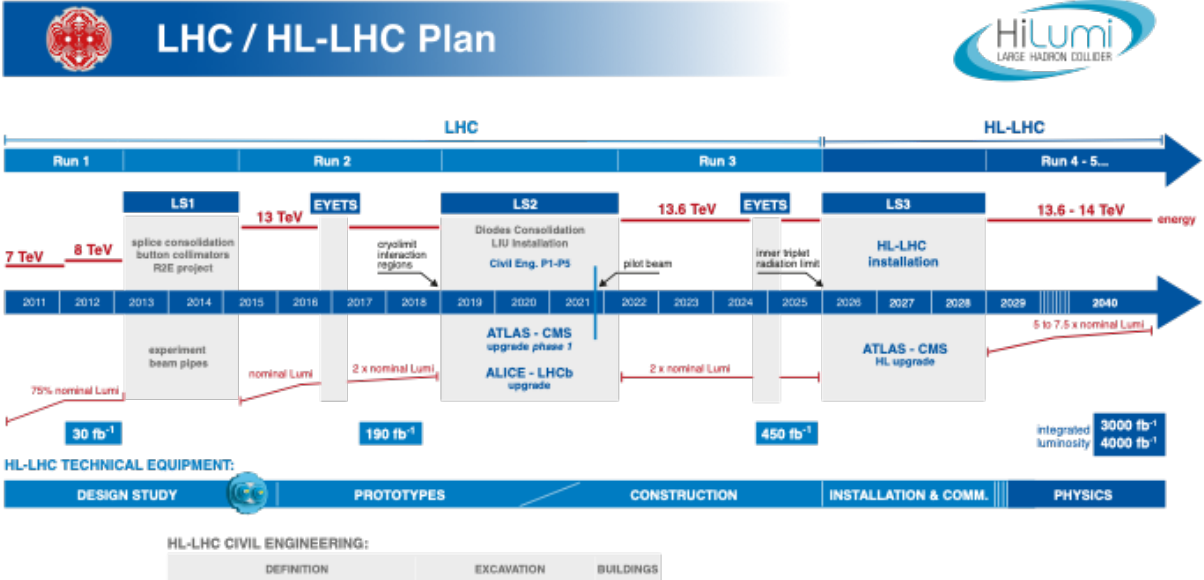 LHC / HL-LHC Plan
HiLumi
LARGE HADRON COLLIDER
LHC
HL-LHC
Run 1
Run 2
Run 3
Run 4 - 5...
LS1
EYETS
LS2
EYETS
LS3
7 TeV
8 TeV
13 TeV
13.6 TeV
13.6 - 14 TeV
energy
splice consolidation
button collimators
R2E project
cryolimit
interaction
regions
Diodes Consolidation
LIU Installation
Civil Eng. P1-P5
pilot beam
inner triplet
radiation limit
HL-LHC
installation
2011 2012 2013 2014 2015 2016 2017 2018 2019 2020 2021 2022 2023 2024 2025 2026 2027 2028 2029 2040
experiment
beam pipes
75% nominal Lumi
nominal Lumi
2 x nominal Lumi
ATLAS - CMS
upgrade phase 1
ALICE - LHCb
upgrade
2 x nominal Lumi
ATLAS - CMS
HL upgrade
5 to 7.5 x nominal Lumi
30 fb⁻¹
190 fb⁻¹
450 fb⁻¹
integrated
luminosity
3000 fb⁻¹
4000 fb⁻¹
HL-LHC TECHNICAL EQUIPMENT:
DESIGN STUDY
PROTOTYPES
CONSTRUCTION
INSTALLATION & COMM.
PHYSICS
HL-LHC CIVIL ENGINEERING:
DEFINITION
EXCAVATION
BUILDINGS